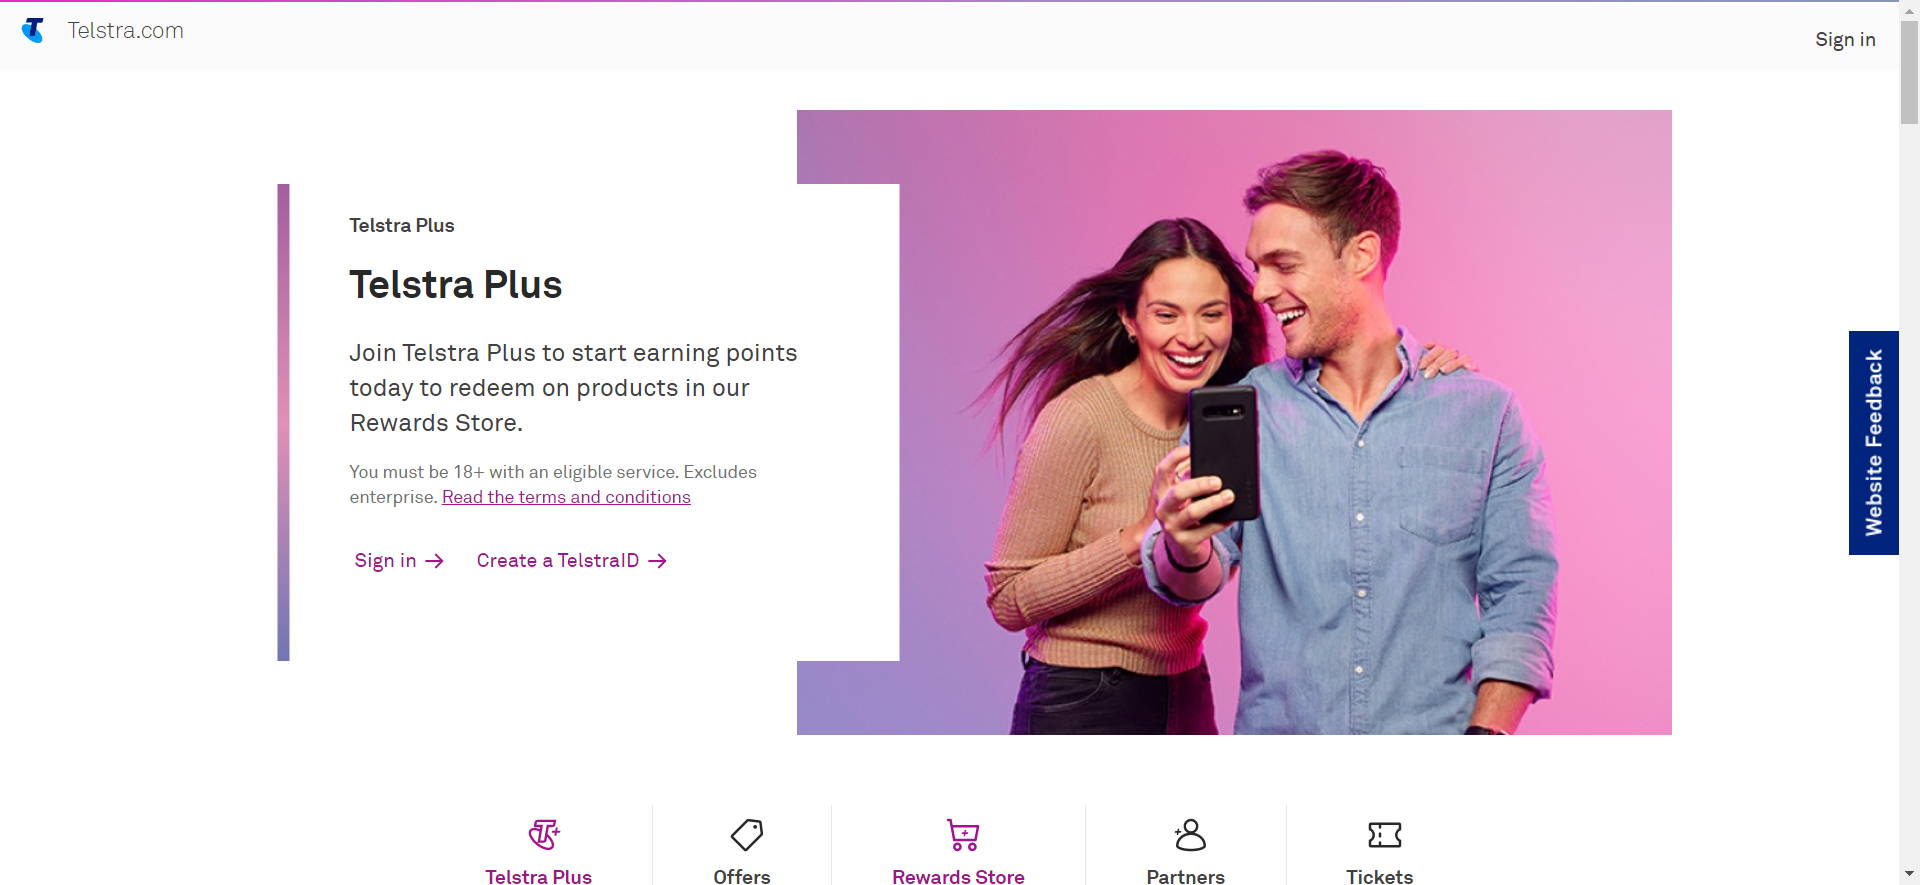 Telstra.com
Sign in
Telstra Plus
Telstra Plus
Join Telstra Plus to start earning points
today to redeem on products in our
Rewards Store.
You must be 18+ with an eligible service. Excludes
enterprise. Read the terms and conditions
Sign in → Create a TelstraID →
Website Feedback
Telstra Plus
Offers
Rewards Store
Partners
Tickets